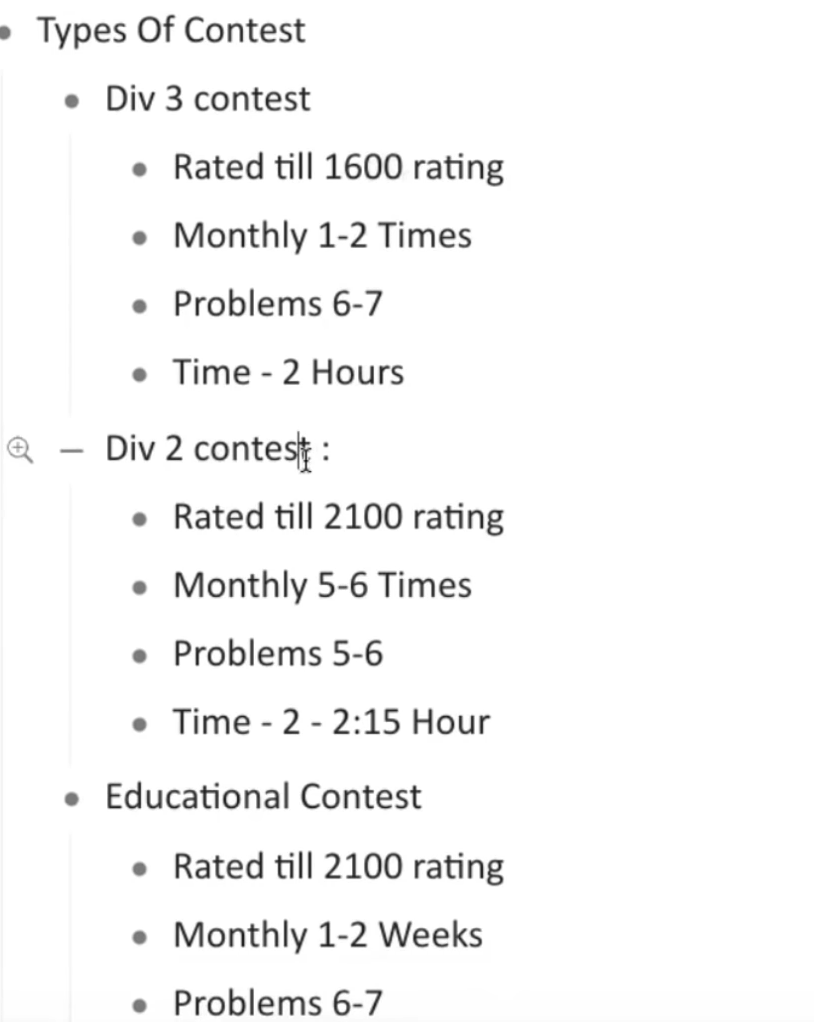 Types Of Contest
Div 3 contest
Rated till 1600 rating
Monthly 1-2 Times
Problems 6-7
Time - 2 Hours
Div 2 contest :
Rated till 2100 rating
Monthly 5-6 Times
Problems 5-6
Time - 2 - 2:15 Hour
Educational Contest
Rated till 2100 rating
Monthly 1-2 Weeks
Problems 6-7